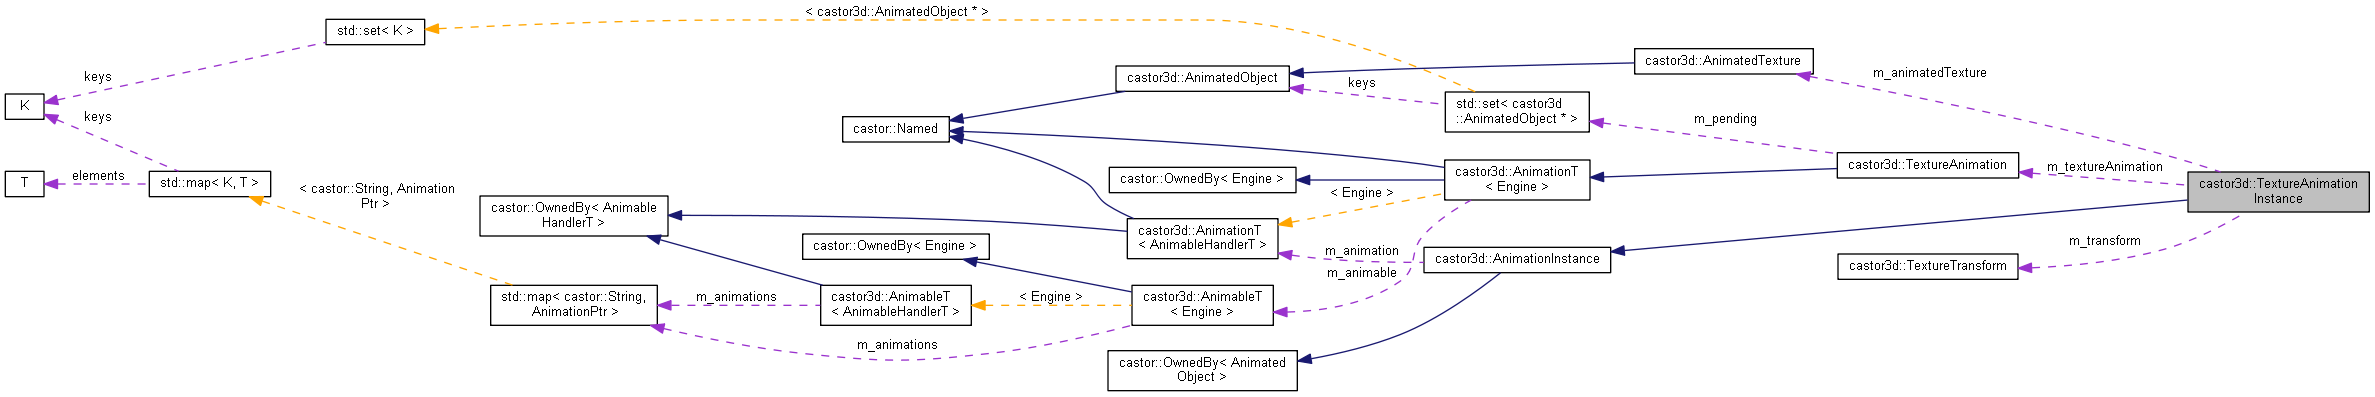 < castor3d::AnimatedObject * >
std::set< K >
castor3d::AnimatedTexture
m_animatedTexture
keys
castor3d::AnimatedObject
keys
std::set< castor3d
::AnimatedObject * >
K
keys
castor::Named
m_pending
castor3d::TextureAnimation
m_textureAnimation
T
elements
std::map< K, T >
< castor::String, Animation
Ptr >
castor::OwnedBy< Engine >
castor3d::AnimationT
< Engine >
castor3d::TextureAnimation
Instance
< Engine >
castor::OwnedBy< Animable
HandlerT >
castor3d::AnimationT
< AnimableHandlerT >
castor::OwnedBy< Engine >
m_animation
m_animable
castor3d::AnimationInstance
m_transform
castor3d::TextureTransform
std::map< castor::String,
AnimationPtr >
m_animations
castor3d::AnimableT
< AnimableHandlerT >
< Engine >
castor3d::AnimableT
< Engine >
m_animations
castor::OwnedBy< Animated
Object >